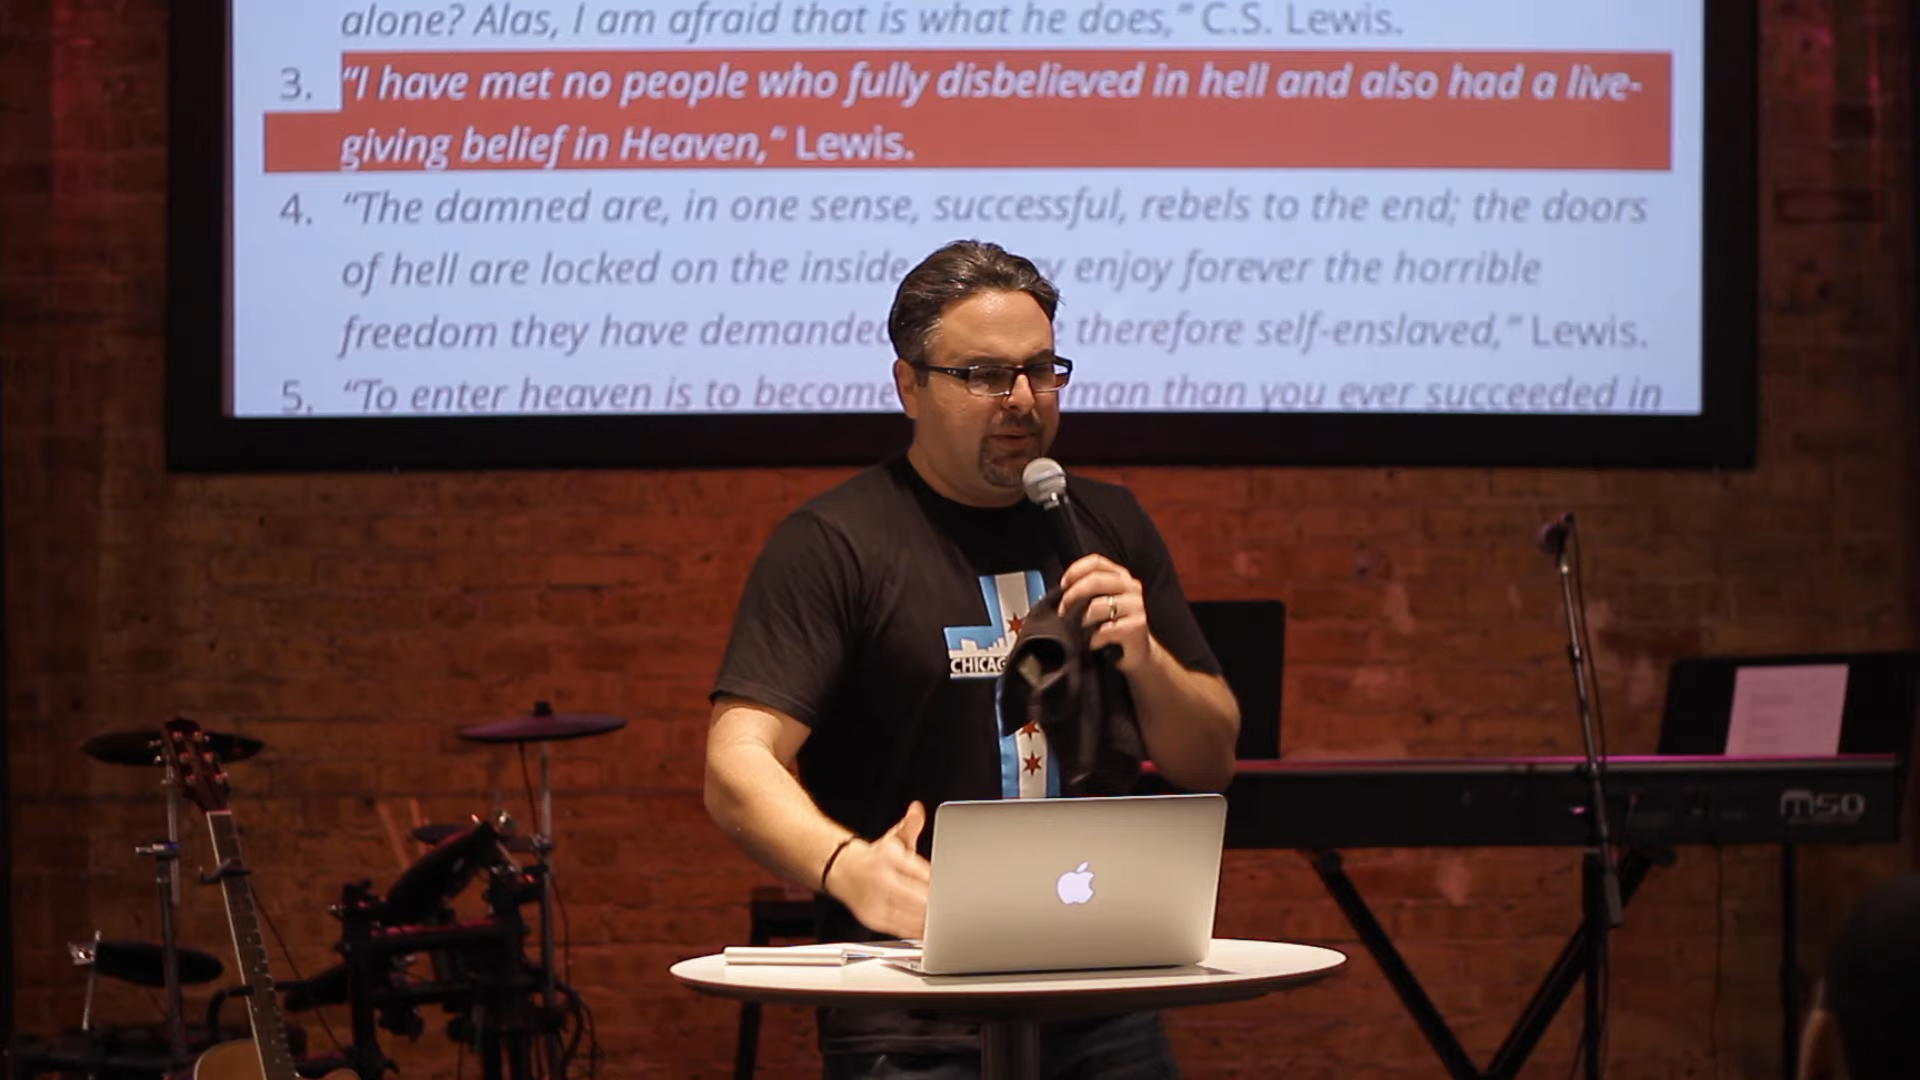 alone? Alas, I am afraid that is what he does,“ C.S. Lewis.
3. “I have met no people who fully disbelieved in hell and also had a live-
giving belief in Heaven,“ Lewis.
4. “The damned are, in one sense, successful, rebels to the end; the doors
of hell are locked on the inside enjoy forever the horrible
freedom they have demanded therefore self-enslaved,“ Lewis.
5. “To enter heaven is to become man than you ever succeeded in
CHICAG
M50